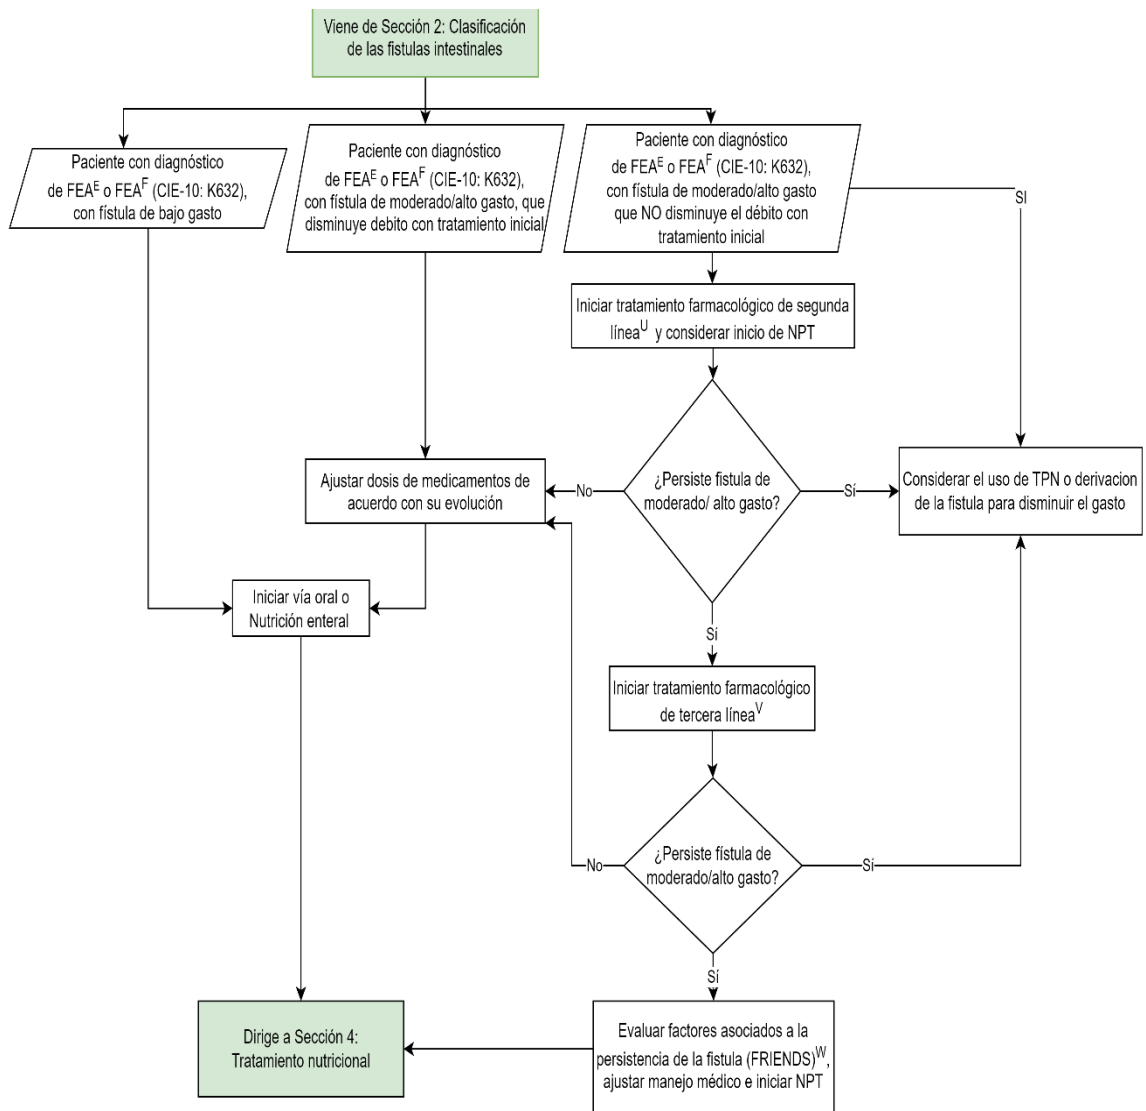 Viene de Sección 2: Clasificación
de las fistulas intestinales
Paciente con diagnóstico
de FEAᴱ o FEAF (CIE-10: K632),
con fístula de bajo gasto
Paciente con diagnóstico
de FEAᴱ o FEAF (CIE-10: K632),
con fístula de moderado/alto gasto, que
disminuye debito con tratamiento inicial
Paciente con diagnóstico
de FEAᴱ o FEAF (CIE-10: K632),
con fístula de moderado/alto gasto
que NO disminuye el débito con
tratamiento inicial
SI
Iniciar tratamiento farmacológico de segunda
líneaᵁ y considerar inicio de NPT
¿Persiste fistula de
moderado/ alto gasto?
No
Sí
Ajustar dosis de medicamentos de
acuerdo con su evolución
Considerar el uso de TPN o derivacion
de la fistula para disminuir el gasto
Iniciar vía oral o
Nutrición enteral
Sí
Iniciar tratamiento farmacológico
de tercera líneaⱽ
¿Persiste fístula de
moderado/alto gasto?
No
Sí
Sí
Dirige a Sección 4:
Tratamiento nutricional
Evaluar factores asociados a la
persistencia de la fistula (FRIENDS)ᵂ,
ajustar manejo médico e iniciar NPT